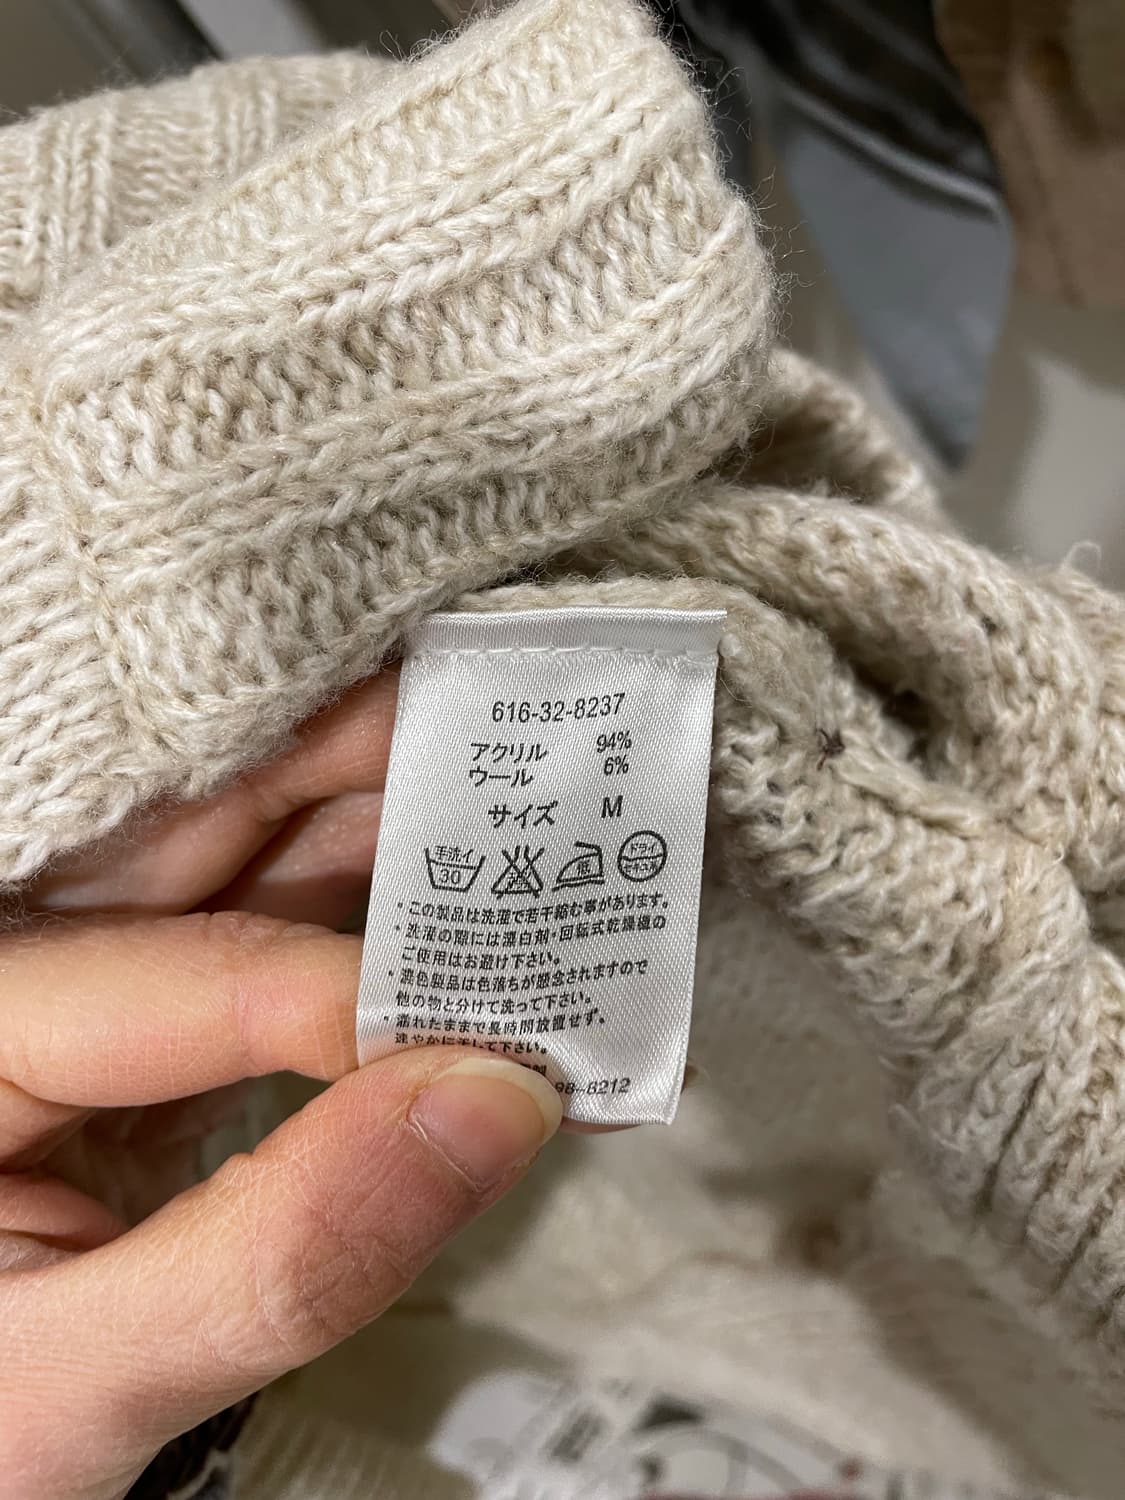 616-32-8237
アクリル 94%
ウール 6%
サイズ M
手洗イ
30
低
ドライ
・この製品は洗濯で若干縮む事があります。
・洗濯の際には漂白剤・回転式乾燥機の
ご使用はお避け下さい。
・濃色製品は色落ちが懸念されますので
他の物と分けて洗って下さい。
・濡れたままで長時間放置せず、
速やかに干して下さい。
製
98-8212